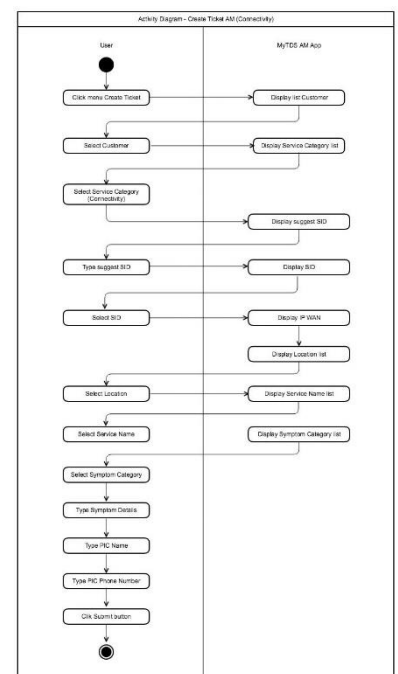 Activity Diagram - Create Ticket AM (Connectivity)
User
MyTDS AM App
Click menu Create Ticket
Display list Customer
Select Customer
Display Service Category list
Select Service Category
(Connectivity)
Display suggest SID
Type suggest SID
Display SID
Select SID
Display IP WAN
Display Location list
Select Location
Display Service Name list
Select Service Name
Display Symptom Category list
Select Symptom Category
Type Symptom Details
Type PIC Name
Type PIC Phone Number
Clik Submit button